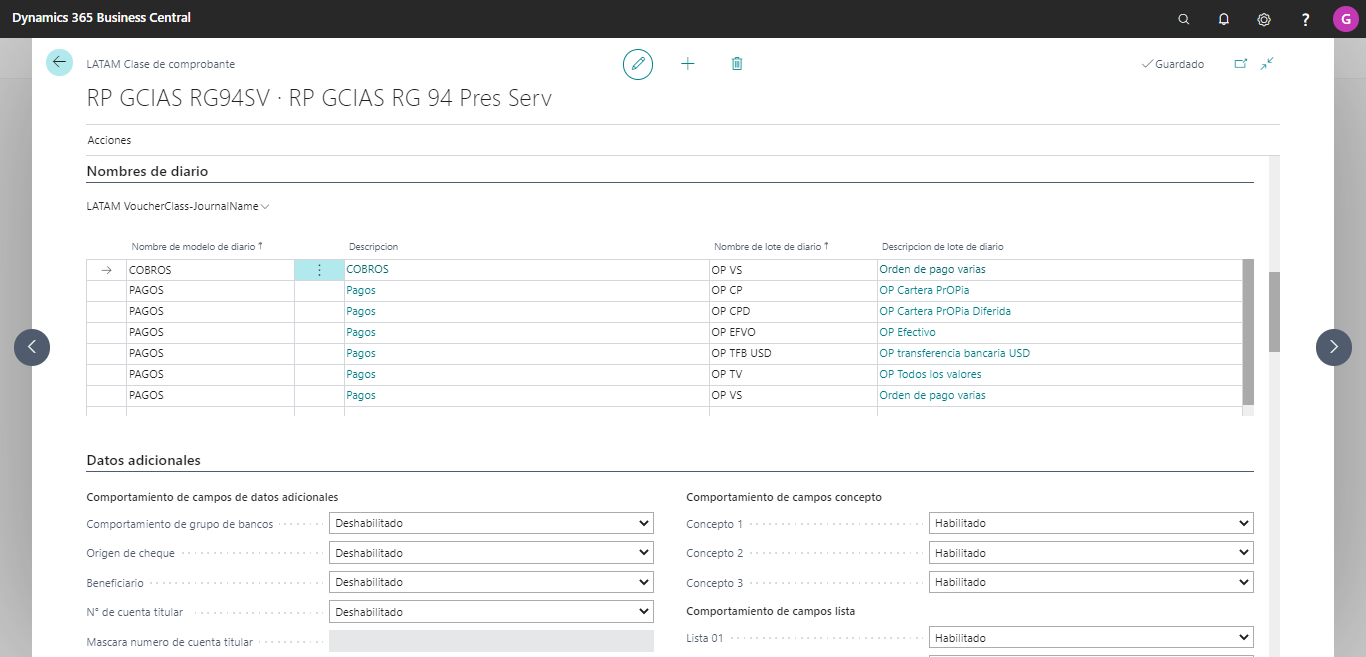 Dynamics 365 Business Central
?
G
LATAM Clase de comprobante
Guardado
RP GCIAS RG94SV · RP GCIAS RG 94 Pres Serv
Acciones
Nombres de diario
LATAM VoucherClass-JournalName
Nombre de modelo de diario ↑ Descripcion Nombre de lote de diario ↑ Descripcion de lote de diario
COBROS COBROS OP VS Orden de pago varias
PAGOS Pagos OP CP OP Cartera PrOPia
PAGOS Pagos OP CPD OP Cartera PrOPia Diferida
PAGOS Pagos OP EFVO OP Efectivo
PAGOS Pagos OP TFB USD OP transferencia bancaria USD
PAGOS Pagos OP TV OP Todos los valores
PAGOS Pagos OP VS Orden de pago varias
Datos adicionales
Comportamiento de campos de datos adicionales
Comportamiento de grupo de bancos Deshabilitado
Origen de cheque Deshabilitado
Beneficiario Deshabilitado
N° de cuenta titular Deshabilitado
Mascara numero de cuenta titular
Comportamiento de campos concepto
Concepto 1 Habilitado
Concepto 2 Habilitado
Concepto 3 Habilitado
Comportamiento de campos lista
Lista 01 Habilitado